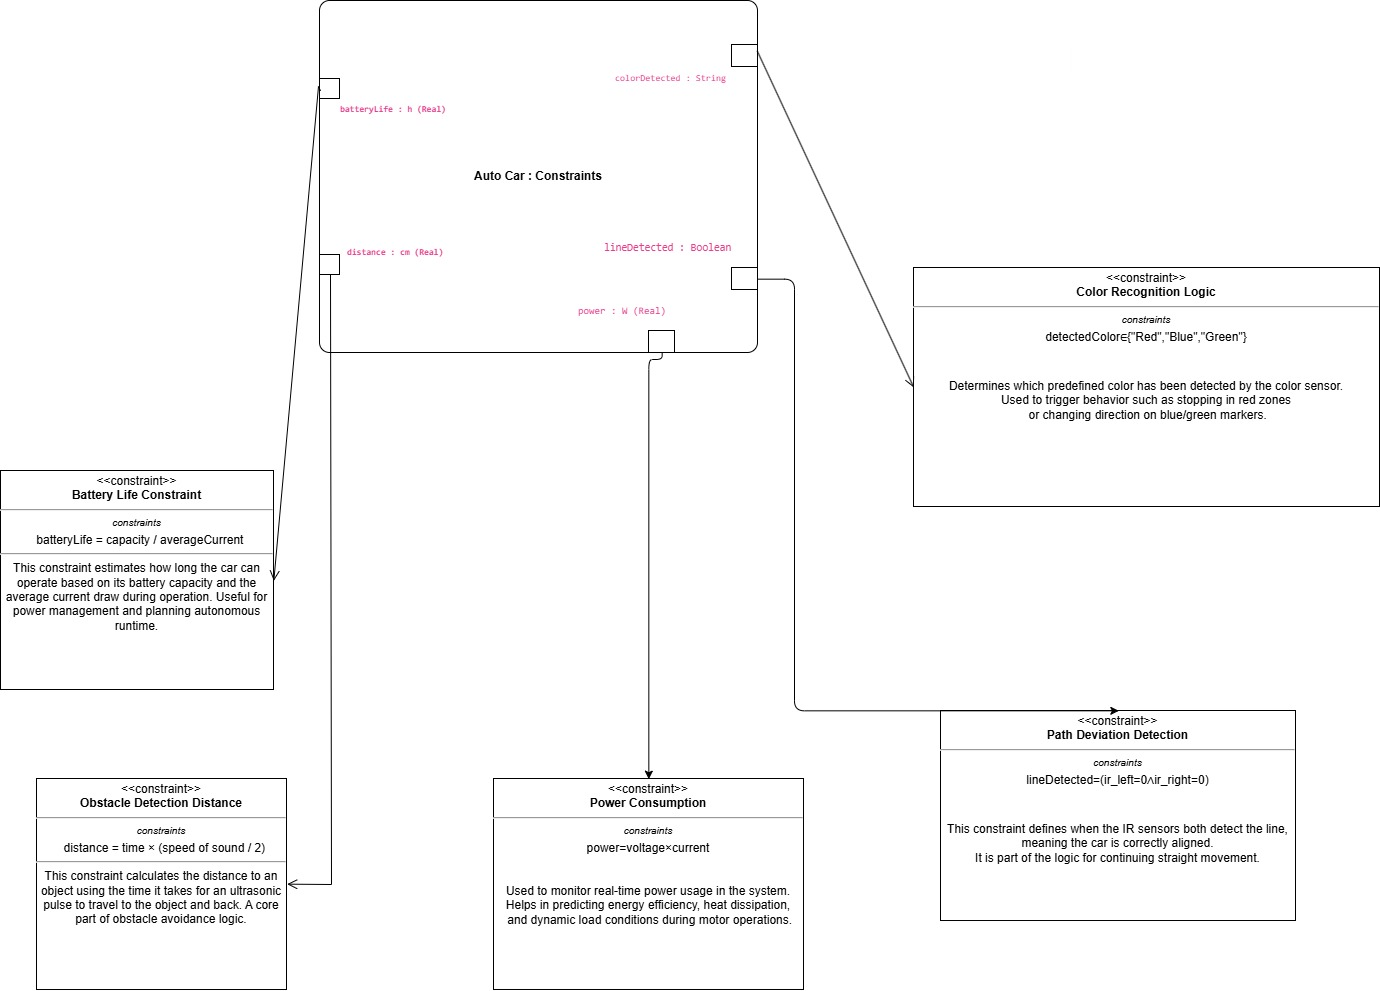 colorDetected : String
batteryLife : h (Real)
Auto Car : Constraints
lineDetected : Boolean
distance : cm (Real)
power : W (Real)
<<constraint>>
Color Recognition Logic
constraints
detectedColor∈{"Red","Blue","Green"}
Determines which predefined color has been detected by the color sensor.
Used to trigger behavior such as stopping in red zones
or changing direction on blue/green markers.
<<constraint>>
Battery Life Constraint
constraints
batteryLife = capacity / averageCurrent
This constraint estimates how long the car can
operate based on its battery capacity and the
average current draw during operation. Useful for
power management and planning autonomous
runtime.
<<constraint>>
Path Deviation Detection
constraints
lineDetected=(ir_left=0∧ir_right=0)
This constraint defines when the IR sensors both detect the line,
meaning the car is correctly aligned.
It is part of the logic for continuing straight movement.
<<constraint>>
Obstacle Detection Distance
constraints
distance = time × (speed of sound / 2)
This constraint calculates the distance to an
object using the time it takes for an ultrasonic
pulse to travel to the object and back. A core
part of obstacle avoidance logic.
<<constraint>>
Power Consumption
constraints
power=voltage×current
Used to monitor real-time power usage in the system.
Helps in predicting energy efficiency, heat dissipation,
and dynamic load conditions during motor operations.